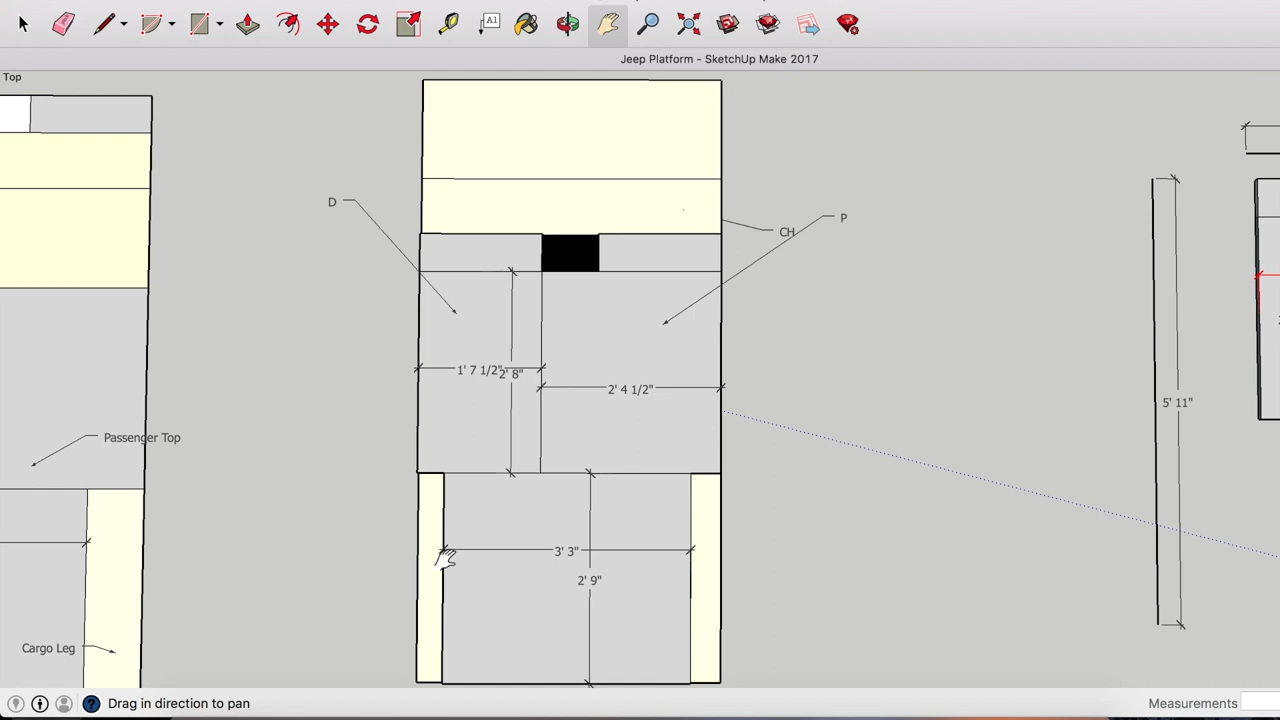 A1
Jeep Platform - SketchUp Make 2017
Top
D
P
CH
1' 7 1/2"
2' 8"
2' 4 1/2"
5' 11"
Passenger Top
3' 3"
2' 9"
Cargo Leg
? Drag in direction to pan
Measurements